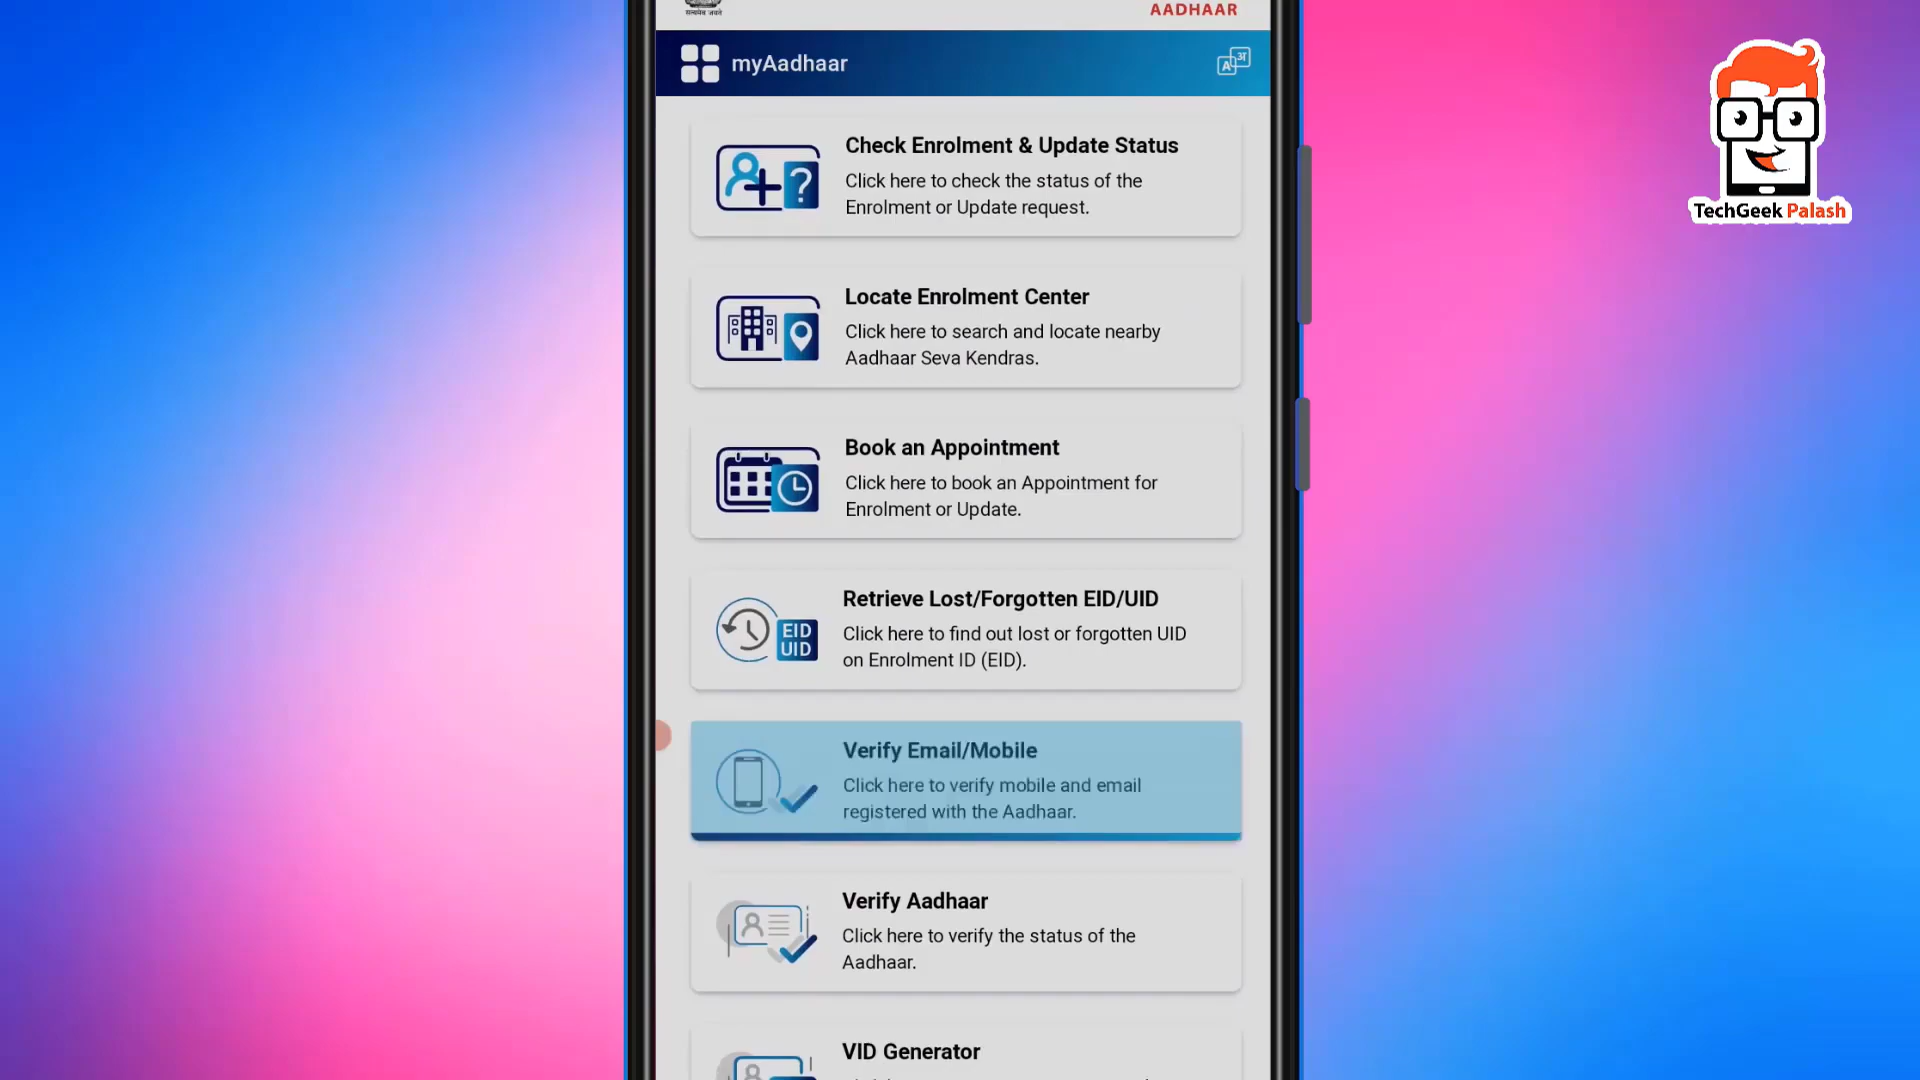 सत्यमेव जयते
AADHAAR
myAadhaar
A अ
Check Enrolment & Update Status
Click here to check the status of the
Enrolment or Update request.
Locate Enrolment Center
Click here to search and locate nearby
Aadhaar Seva Kendras.
Book an Appointment
Click here to book an Appointment for
Enrolment or Update.
Retrieve Lost/Forgotten EID/UID
EID
UID
Click here to find out lost or forgotten UID
on Enrolment ID (EID).
Verify Email/Mobile
Click here to verify mobile and email
registered with the Aadhaar.
Verify Aadhaar
Click here to verify the status of the
Aadhaar.
VID Generator
TechGeek Palash